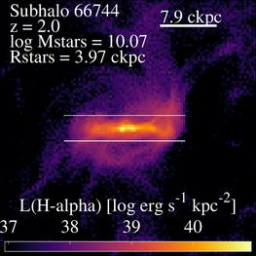 Subhalo 66744
7.9 ckpc
z = 2.0
log Mstars = 10.07
Rstars = 3.97 ckpc
L(H-alpha) [log erg s⁻¹ kpc⁻²]
37 38 39 40